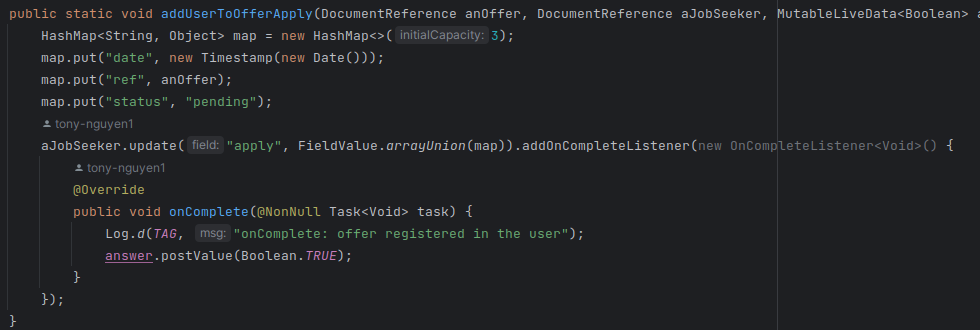 public static void addUserToOfferApply(DocumentReference anOffer, DocumentReference aJobSeeker, MutableLiveData<Boolean> a
HashMap<String, Object> map = new HashMap<>( initialCapacity: 3);
map.put("date", new Timestamp(new Date()));
map.put("ref", anOffer);
map.put("status", "pending");
tony-nguyen1
aJobSeeker.update( field: "apply", FieldValue.arrayUnion(map)).addOnCompleteListener(new OnCompleteListener<Void>() {
tony-nguyen1
@Override
public void onComplete(@NonNull Task<Void> task) {
Log.d(TAG, msg: "onComplete: offer registered in the user");
answer.postValue(Boolean.TRUE);
}
});
}